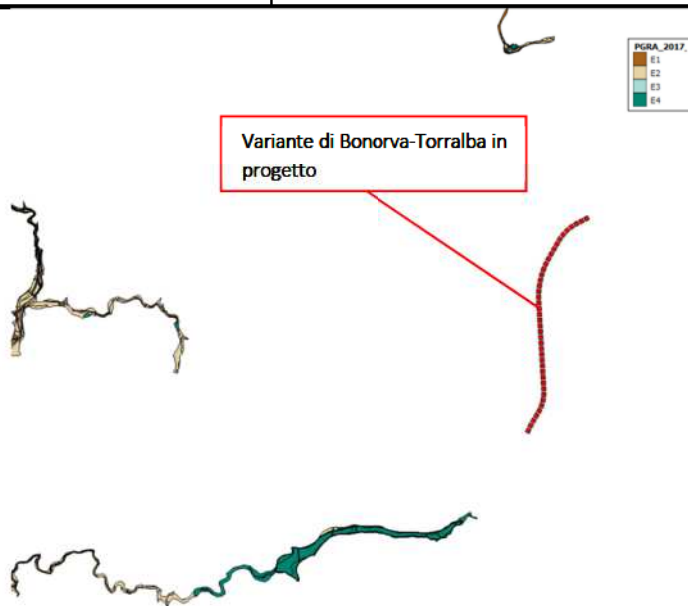 PGRA_2017_
E1
E2
E3
E4
Variante di Bonorva-Torralba in
progetto